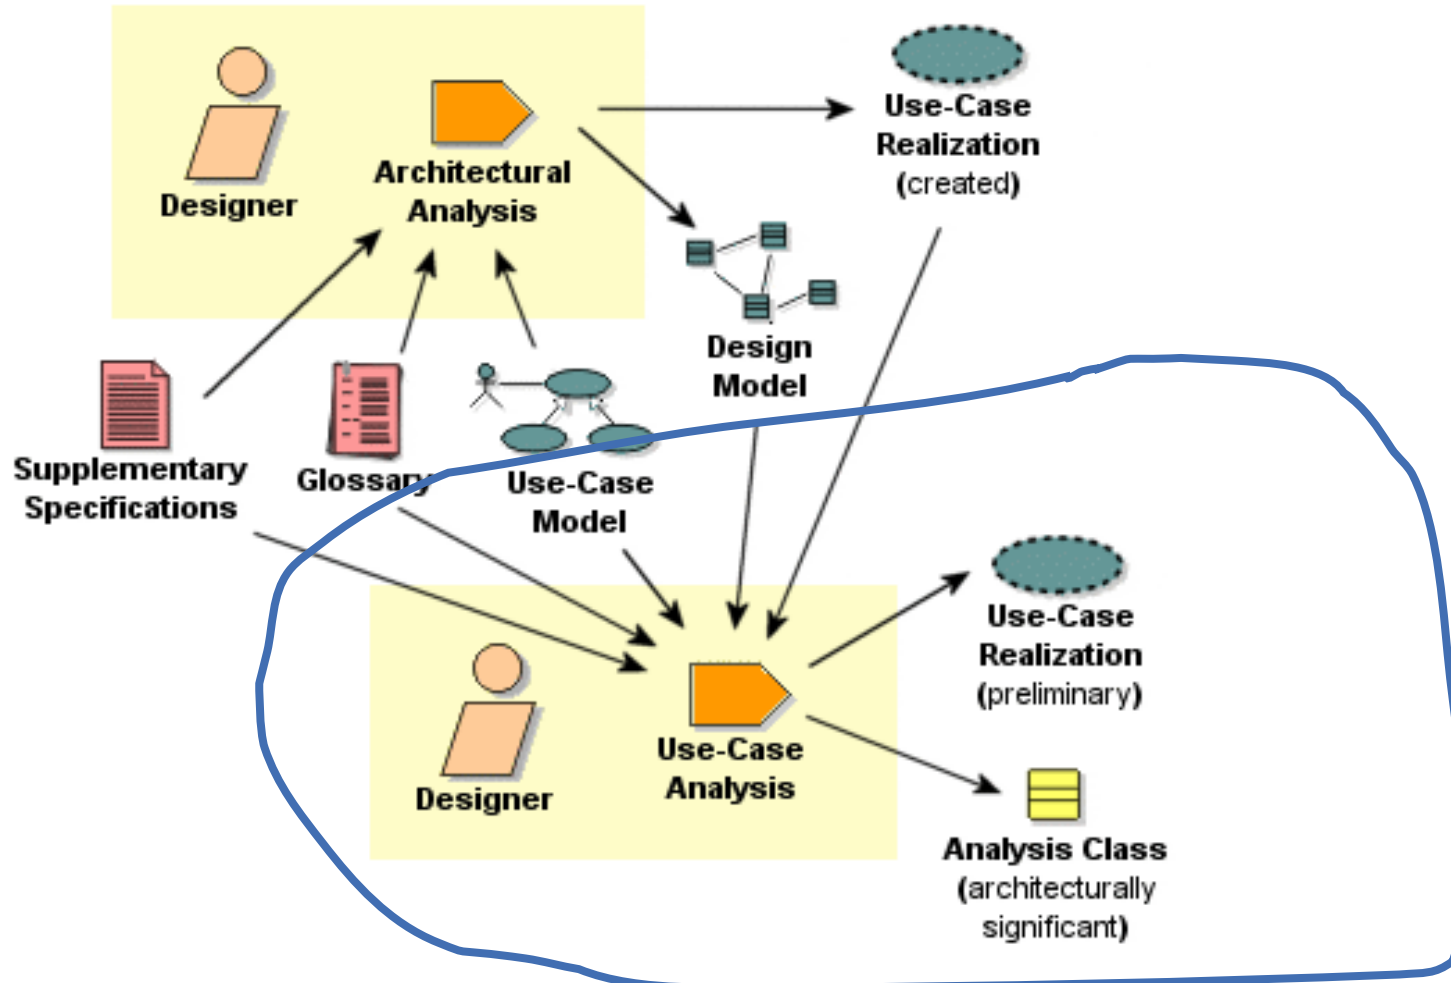 Designer
Architectural
Analysis
Use-Case
Realization
(created)
Design
Model
Supplementary
Specifications
Glossary
Use-Case
Model
Designer
Use-Case
Analysis
Use-Case
Realization
(preliminary)
Analysis Class
(architecturally
significant)